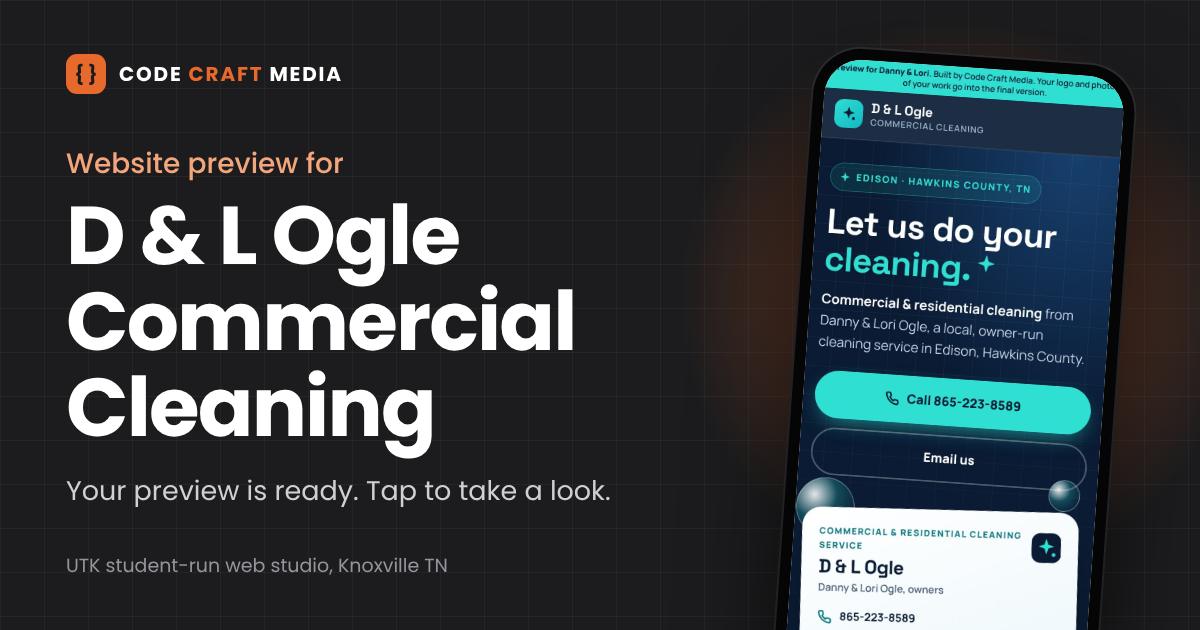 { } CODE CRAFT MEDIA
Website preview for
D & L Ogle
Commercial
Cleaning
Your preview is ready. Tap to take a look.
UTK student-run web studio, Knoxville TN
for Danny & Lori. Built by Code Craft Media. Your logo and
of your work go into the final version.
D & L Ogle
COMMERCIAL CLEANING
EDISON · HAWKINS COUNTY, TN
Let us do your
cleaning.
Commercial & residential cleaning from
Danny & Lori Ogle, a local, owner-run
cleaning service in Edison, Hawkins County.
Call 865-223-8589
Email us
COMMERCIAL & RESIDENTIAL CLEANING
SERVICE
D & L Ogle
Danny & Lori Ogle, owners
865-223-8589